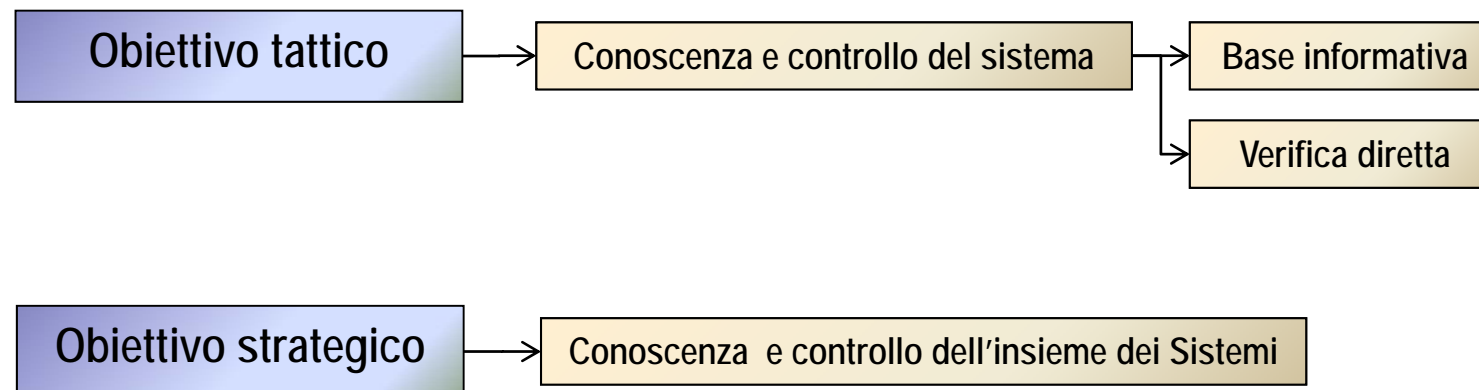 Obiettivo tattico
Conoscenza e controllo del sistema
Base informativa
Verifica diretta
Obiettivo strategico
Conoscenza e controllo dell'insieme dei Sistemi